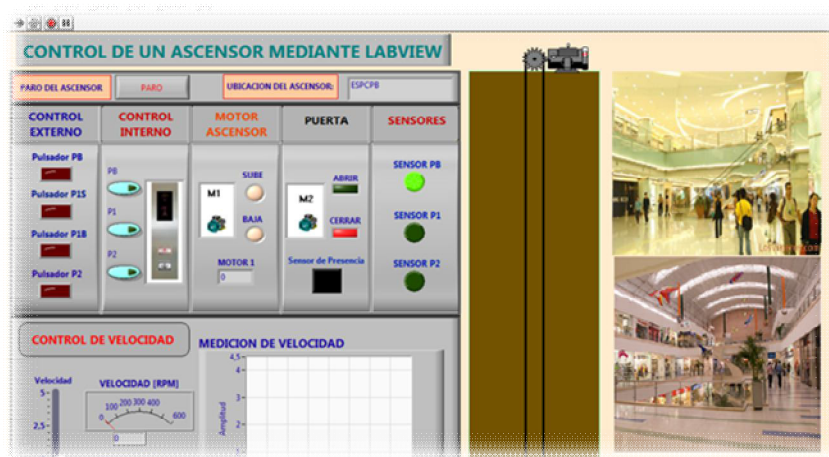 CONTROL DE UN ASCENSOR MEDIANTE LABVIEW
PARO DEL ASCENSOR
PARO
UBICACION DEL ASCENSOR:
ESPCPB
CONTROL EXTERNO
CONTROL INTERNO
MOTOR ASCENSOR
PUERTA
SENSORES
Pulsador PB
Pulsador P1S
Pulsador P1B
Pulsador P2
PB
P1
P2
M1
SUBE
BAJA
MOTOR 1
0
M2
ABRIR
CERRAR
Sensor de Presencia
SENSOR PB
SENSOR P1
SENSOR P2
CONTROL DE VELOCIDAD
Velocidad
5-
2,5-
VELOCIDAD [RPM]
0 100 200 300 400 600
0
MEDICION DE VELOCIDAD
Amplitud
4,5-
4-
3-
2-
1-